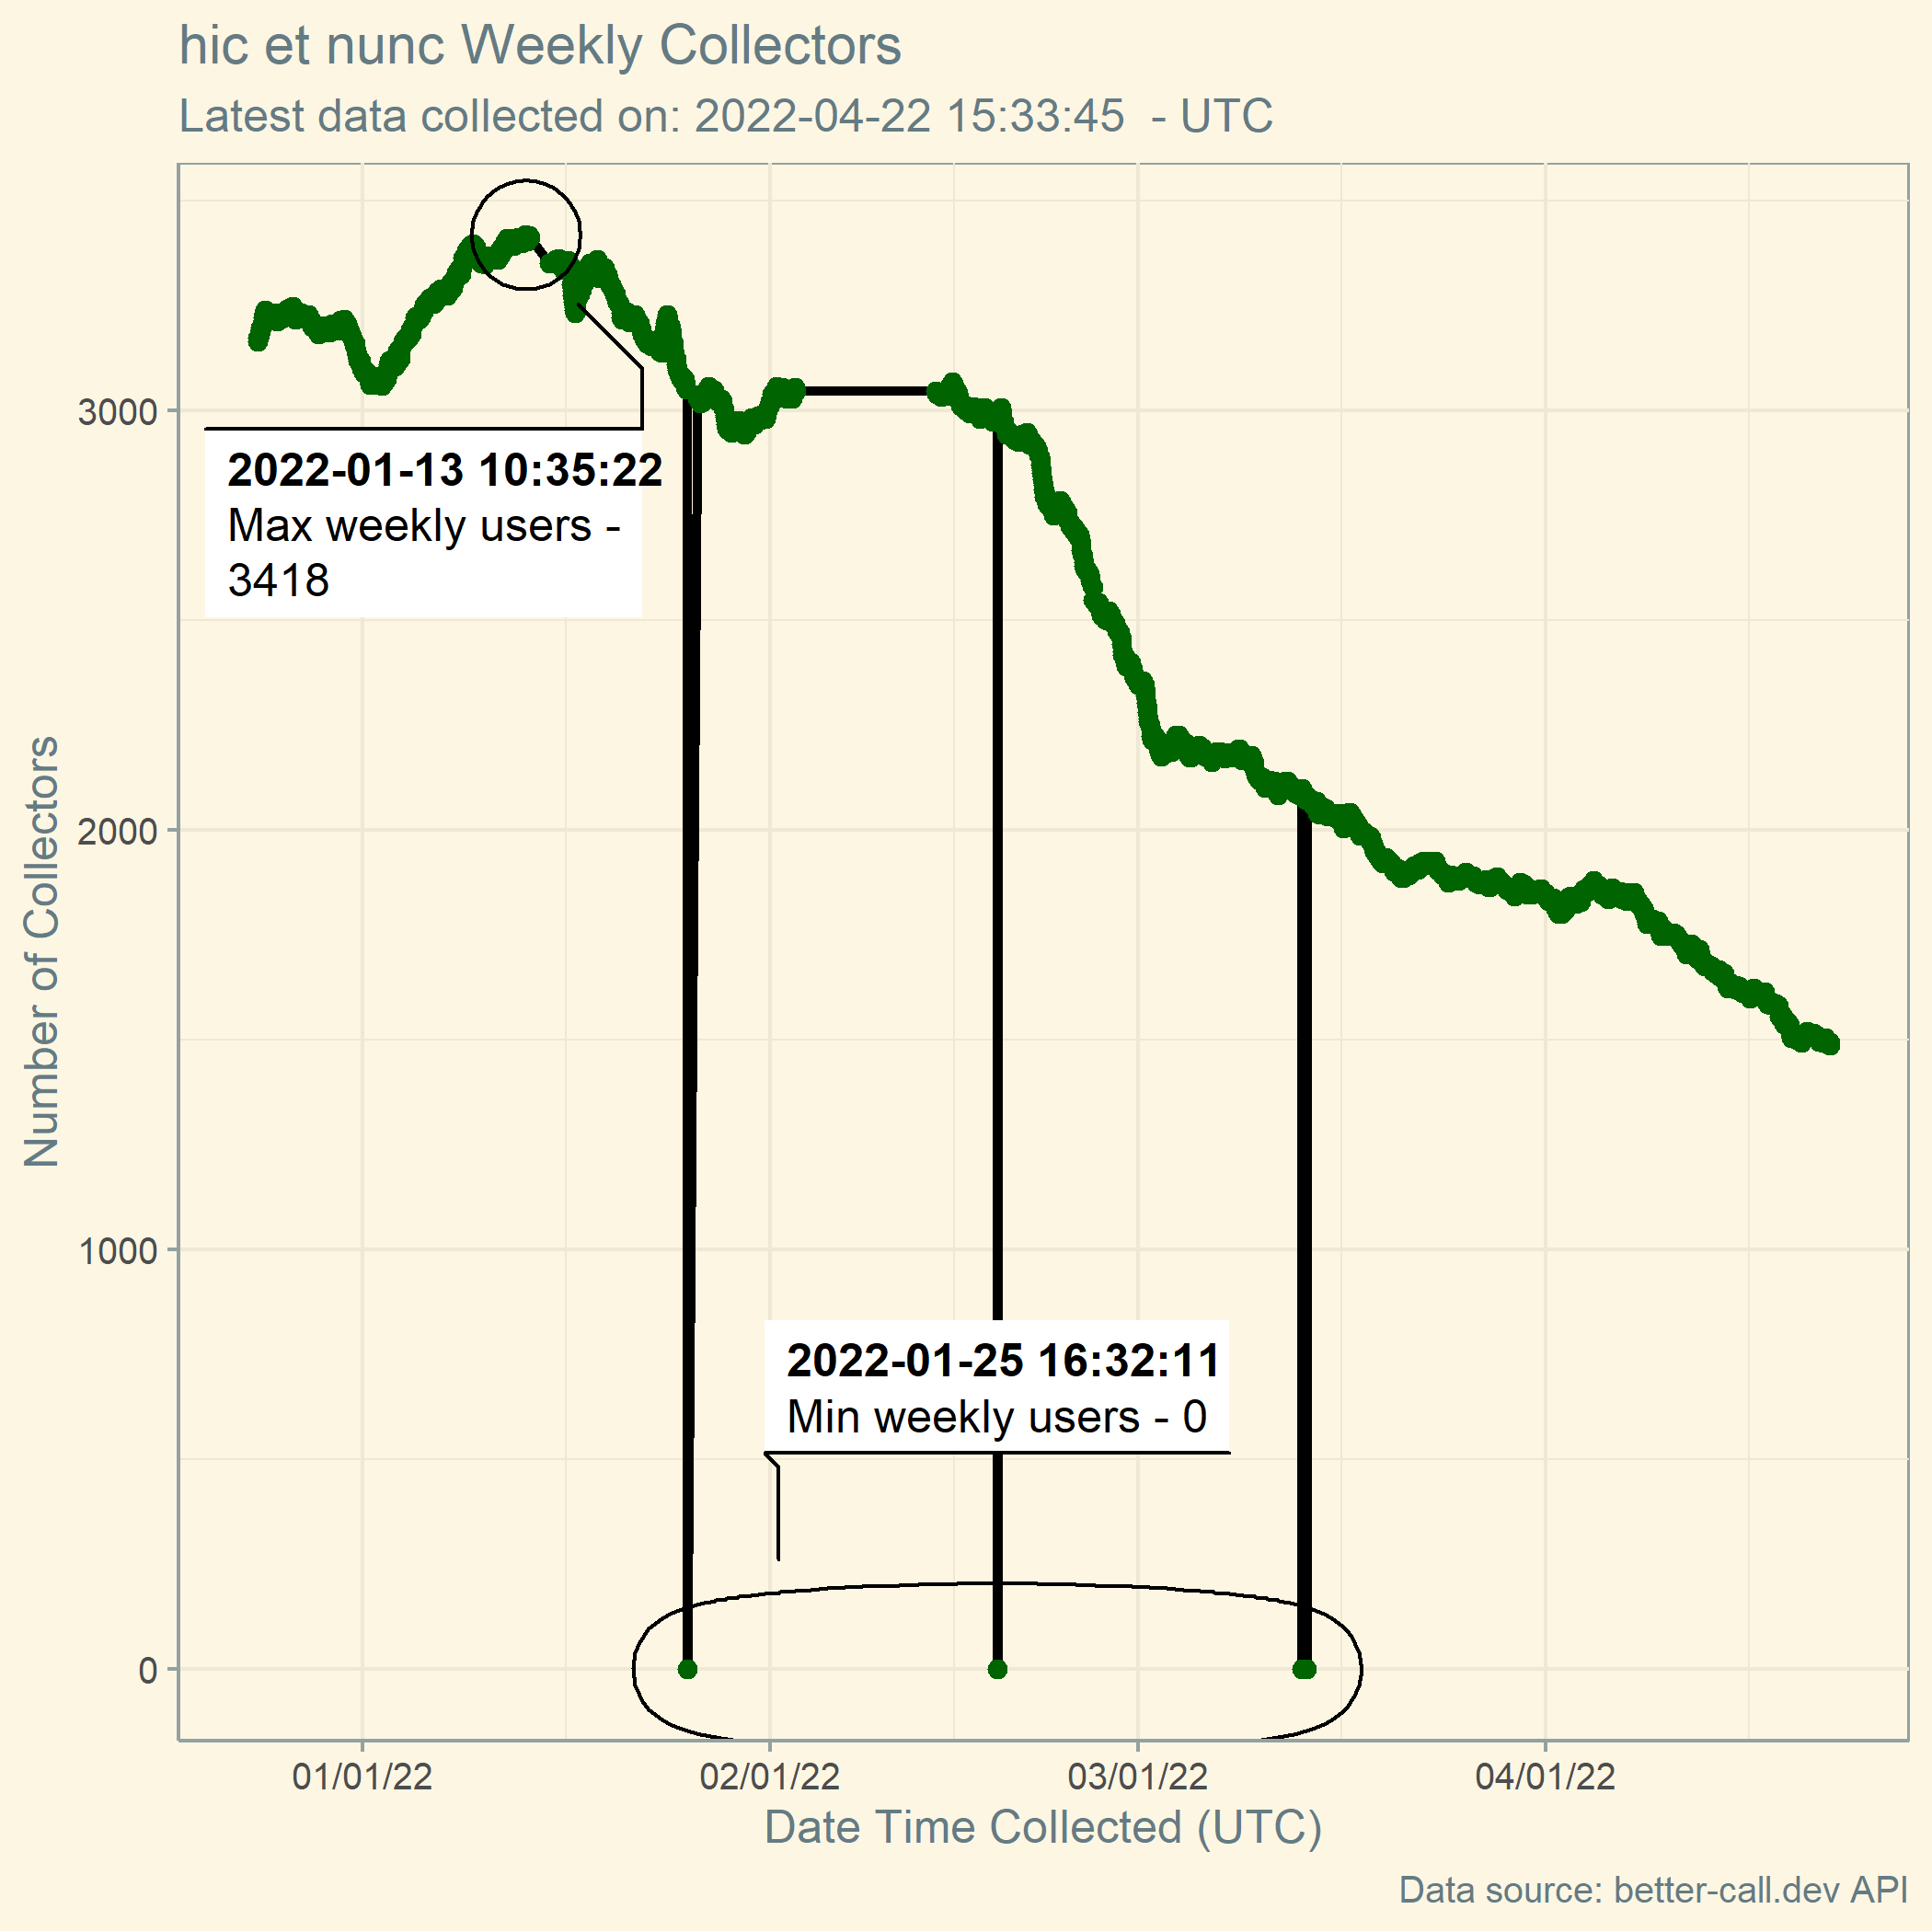 hic et nunc Weekly Collectors
Latest data collected on: 2022-04-22 15:33:45  - UTC
Number of Collectors
3000
2000
1000
0
2022-01-13 10:35:22
Max weekly users -
3418
2022-01-25 16:32:11
Min weekly users - 0
01/01/22
02/01/22
03/01/22
04/01/22
Date Time Collected (UTC)
Data source: better-call.dev API